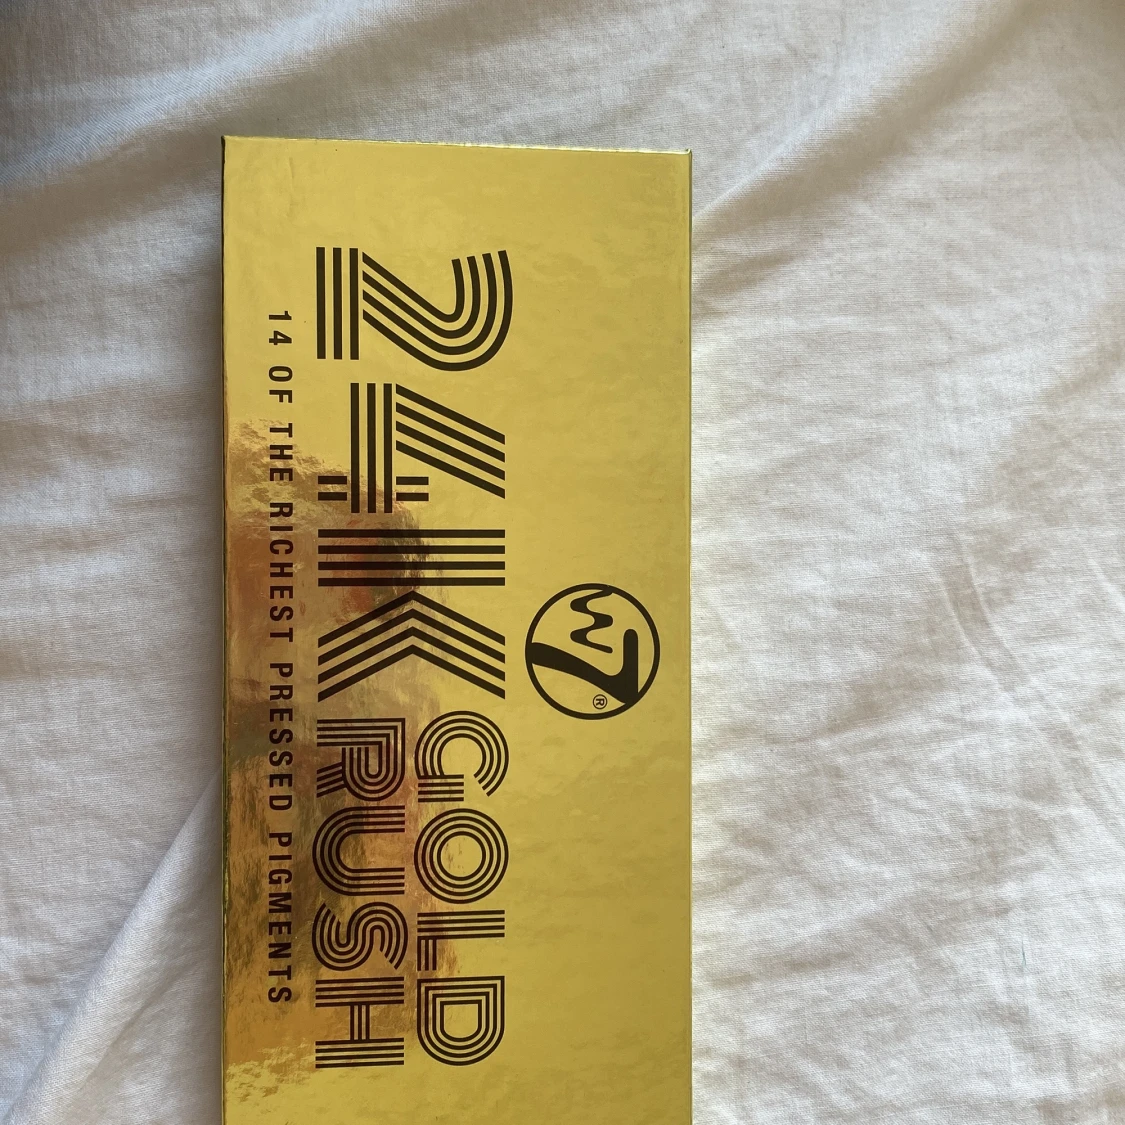 W7®
24K GOLD
RUSH
14 OF THE RICHEST PRESSED PIGMENTS